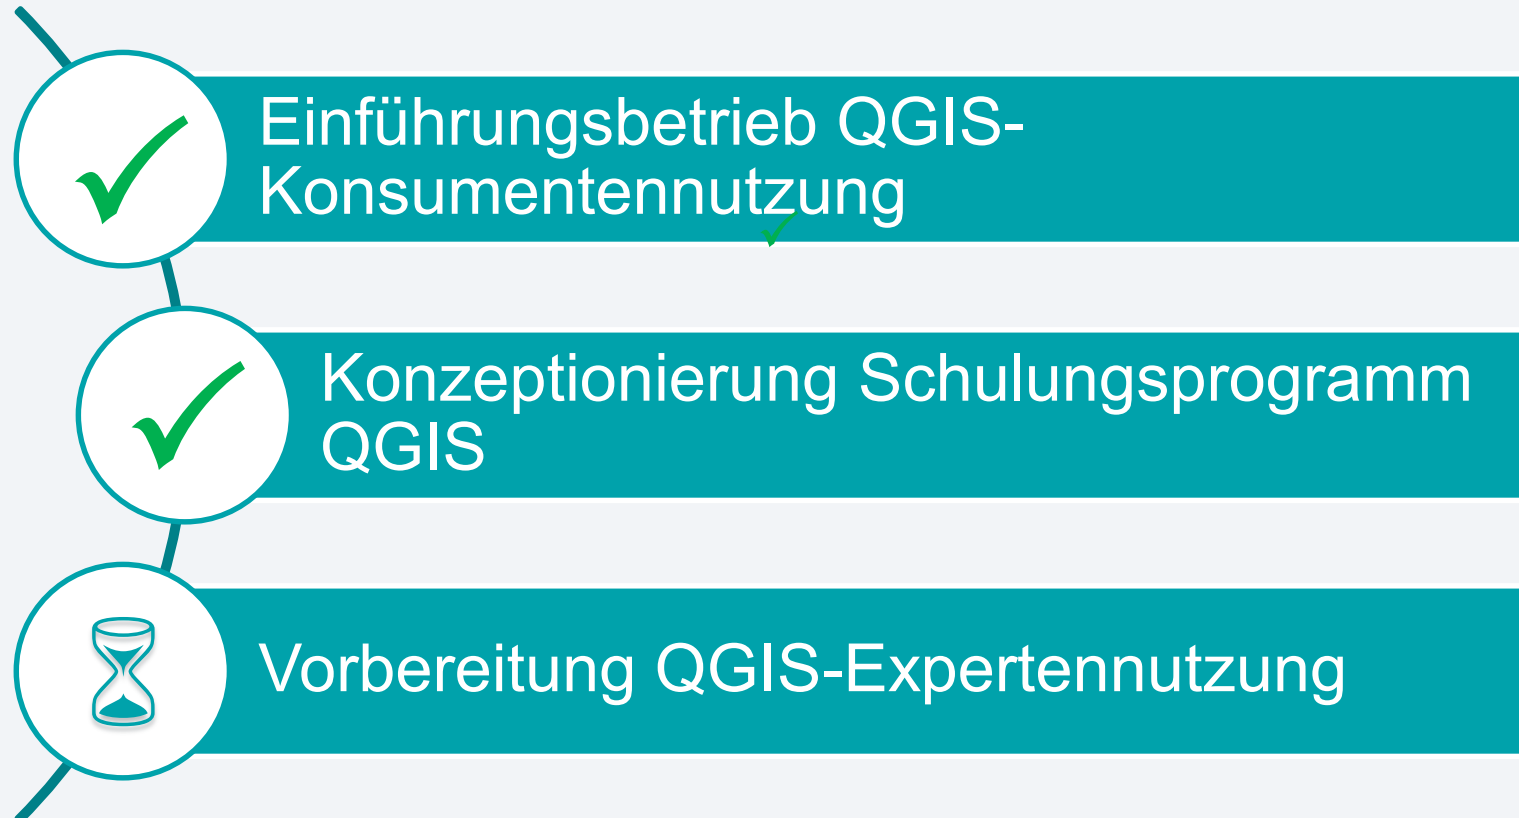 Einführungsbetrieb QGIS-
Konsumentennutzung
Konzeptionierung Schulungsprogramm
QGIS
Vorbereitung QGIS-Expertennutzung